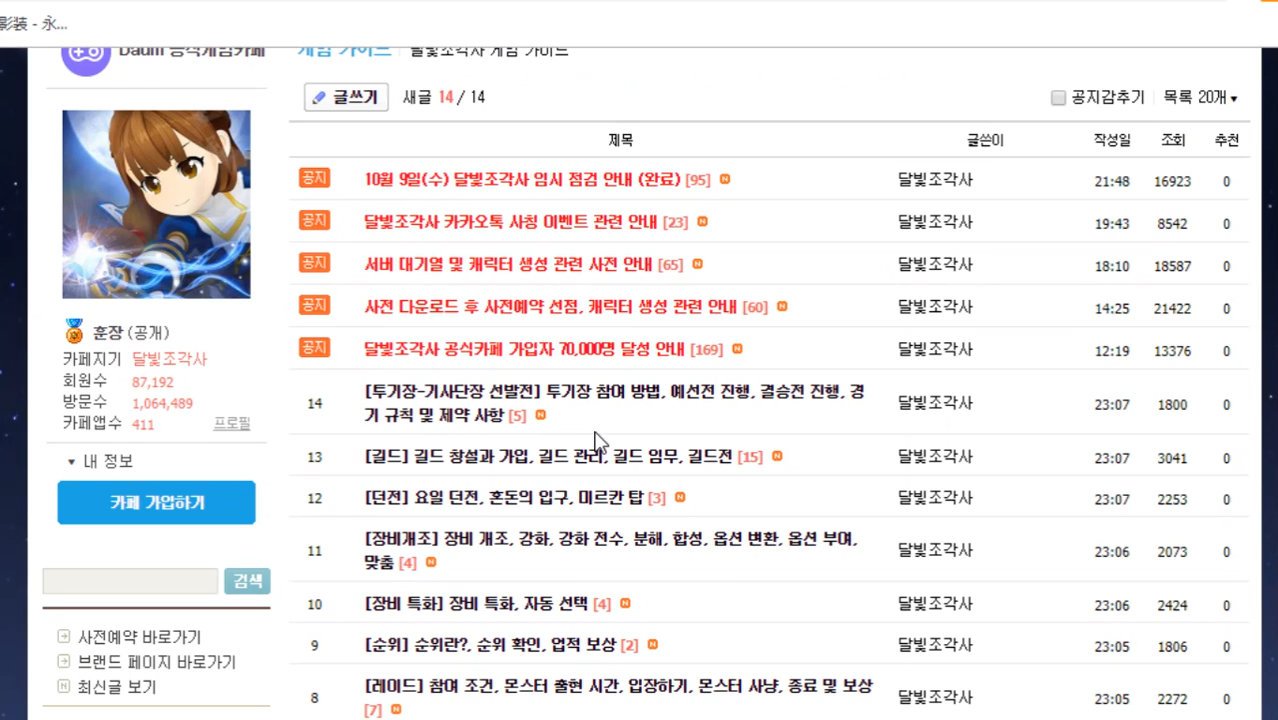 影装 - 永...
Daum 공식게임카페
게임 가이드 달빛조각사 게임 가이드
글쓰기 새글 14 / 14 공지감추기 목록 20개▾
제목 글쓴이 작성일 조회 추천
공지 10월 9일(수) 달빛조각사 임시 점검 안내 (완료) [95] N 달빛조각사 21:48 16923 0
공지 달빛조각사 카카오톡 사칭 이벤트 관련 안내 [23] N 달빛조각사 19:43 8542 0
공지 서버 대기열 및 캐릭터 생성 관련 사전 안내 [65] N 달빛조각사 18:10 18587 0
공지 사전 다운로드 후 사전예약 선점, 캐릭터 생성 관련 안내 [60] N 달빛조각사 14:25 21422 0
공지 달빛조각사 공식카페 가입자 70,000명 달성 안내 [169] N 달빛조각사 12:19 13376 0
14 [투기장-기사단장 선발전] 투기장 참여 방법, 예선전 진행, 결승전 진행, 경
기 규칙 및 제약 사항 [5] N 달빛조각사 23:07 1800 0
13 [길드] 길드 창설과 가입, 길드 관리, 길드 임무, 길드전 [15] N 달빛조각사 23:07 3041 0
12 [던전] 요일 던전, 혼돈의 입구, 미르칸 탑 [3] N 달빛조각사 23:07 2253 0
11 [장비개조] 장비 개조, 강화, 강화 전수, 분해, 합성, 옵션 변환, 옵션 부여,
맞춤 [4] N 달빛조각사 23:06 2073 0
10 [장비 특화] 장비 특화, 자동 선택 [4] N 달빛조각사 23:06 2424 0
9 [순위] 순위란?, 순위 확인, 업적 보상 [2] N 달빛조각사 23:05 1806 0
8 [레이드] 참여 조건, 몬스터 출현 시간, 입장하기, 몬스터 사냥, 종료 및 보상
[7] N 달빛조각사 23:05 2272 0
훈장 (공개)
카페지기 달빛조각사
회원수 87,192
방문수 1,064,489
카페앱수 411 프로필
▾ 내 정보
카페 가입하기
검색
사전예약 바로가기
브랜드 페이지 바로가기
N 최신글 보기